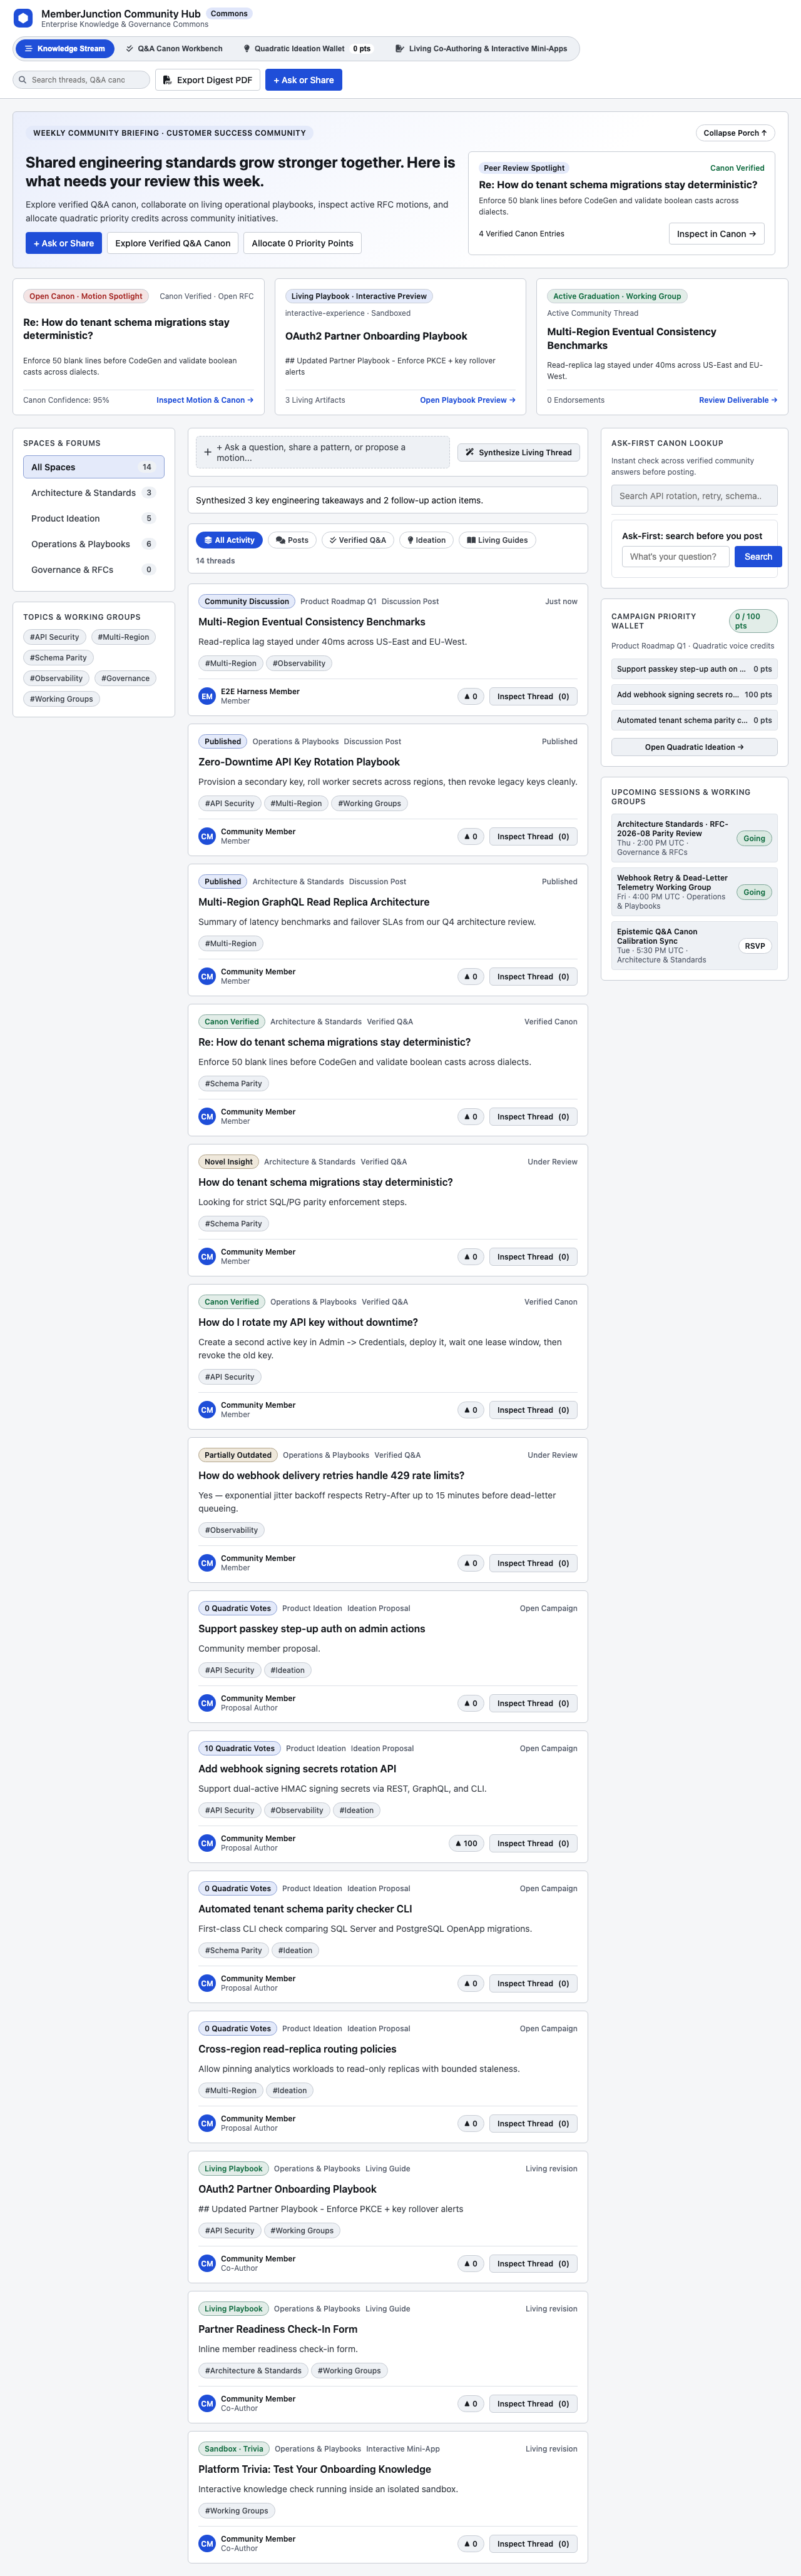 MemberJunction Community Hub Commons
Enterprise Knowledge & Governance Commons
Knowledge Stream
Q&A Canon Workbench
Quadratic Ideation Wallet 0 pts
Living Co-Authoring & Interactive Mini-Apps
Search threads, Q&A canc
Export Digest PDF
+ Ask or Share
WEEKLY COMMUNITY BRIEFING · CUSTOMER SUCCESS COMMUNITY
Collapse Porch ↑
Shared engineering standards grow stronger together. Here is
what needs your review this week.
Explore verified Q&A canon, collaborate on living operational playbooks, inspect active RFC motions, and
allocate quadratic priority credits across community initiatives.
+ Ask or Share
Explore Verified Q&A Canon
Allocate 0 Priority Points
Peer Review Spotlight
Canon Verified
Re: How do tenant schema migrations stay deterministic?
Enforce 50 blank lines before CodeGen and validate boolean casts across
dialects.
4 Verified Canon Entries
Inspect in Canon →
Open Canon · Motion Spotlight
Canon Verified · Open RFC
Re: How do tenant schema migrations stay
deterministic?
Enforce 50 blank lines before CodeGen and validate boolean
casts across dialects.
Canon Confidence: 95%
Inspect Motion & Canon →
Living Playbook · Interactive Preview
interactive-experience · Sandboxed
OAuth2 Partner Onboarding Playbook
## Updated Partner Playbook - Enforce PKCE + key rollover
alerts
3 Living Artifacts
Open Playbook Preview →
Active Graduation · Working Group
Active Community Thread
Multi-Region Eventual Consistency
Benchmarks
Read-replica lag stayed under 40ms across US-East and EU-
West.
0 Endorsements
Review Deliverable →
SPACES & FORUMS
All Spaces 14
Architecture & Standards 3
Product Ideation 5
Operations & Playbooks 6
Governance & RFCs 0
TOPICS & WORKING GROUPS
#API Security
#Multi-Region
#Schema Parity
#Observability
#Governance
#Working Groups
+ Ask a question, share a pattern, or propose a
motion...
Synthesize Living Thread
Synthesized 3 key engineering takeaways and 2 follow-up action items.
All Activity
Posts
Verified Q&A
Ideation
Living Guides
14 threads
Community Discussion Product Roadmap Q1 Discussion Post Just now
Multi-Region Eventual Consistency Benchmarks
Read-replica lag stayed under 40ms across US-East and EU-West.
#Multi-Region #Observability
EM E2E Harness Member
Member
▲ 0 Inspect Thread (0)
Published Operations & Playbooks Discussion Post Published
Zero-Downtime API Key Rotation Playbook
Provision a secondary key, roll worker secrets across regions, then revoke legacy keys cleanly.
#API Security #Multi-Region #Working Groups
CM Community Member
Member
▲ 0 Inspect Thread (0)
Published Architecture & Standards Discussion Post Published
Multi-Region GraphQL Read Replica Architecture
Summary of latency benchmarks and failover SLAs from our Q4 architecture review.
#Multi-Region
CM Community Member
Member
▲ 0 Inspect Thread (0)
Canon Verified Architecture & Standards Verified Q&A Verified Canon
Re: How do tenant schema migrations stay deterministic?
Enforce 50 blank lines before CodeGen and validate boolean casts across dialects.
#Schema Parity
CM Community Member
Member
▲ 0 Inspect Thread (0)
Novel Insight Architecture & Standards Verified Q&A Under Review
How do tenant schema migrations stay deterministic?
Looking for strict SQL/PG parity enforcement steps.
#Schema Parity
CM Community Member
Member
▲ 0 Inspect Thread (0)
Canon Verified Operations & Playbooks Verified Q&A Verified Canon
How do I rotate my API key without downtime?
Create a second active key in Admin -> Credentials, deploy it, wait one lease window, then
revoke the old key.
#API Security
CM Community Member
Member
▲ 0 Inspect Thread (0)
Partially Outdated Operations & Playbooks Verified Q&A Under Review
How do webhook delivery retries handle 429 rate limits?
Yes — exponential jitter backoff respects Retry-After up to 15 minutes before dead-letter
queueing.
#Observability
CM Community Member
Member
▲ 0 Inspect Thread (0)
0 Quadratic Votes Product Ideation Ideation Proposal Open Campaign
Support passkey step-up auth on admin actions
Community member proposal.
#API Security #Ideation
CM Community Member
Proposal Author
▲ 0 Inspect Thread (0)
10 Quadratic Votes Product Ideation Ideation Proposal Open Campaign
Add webhook signing secrets rotation API
Support dual-active HMAC signing secrets via REST, GraphQL, and CLI.
#API Security #Observability #Ideation
CM Community Member
Proposal Author
▲ 100 Inspect Thread (0)
0 Quadratic Votes Product Ideation Ideation Proposal Open Campaign
Automated tenant schema parity checker CLI
First-class CLI check comparing SQL Server and PostgreSQL OpenApp migrations.
#Schema Parity #Ideation
CM Community Member
Proposal Author
▲ 0 Inspect Thread (0)
0 Quadratic Votes Product Ideation Ideation Proposal Open Campaign
Cross-region read-replica routing policies
Allow pinning analytics workloads to read-only replicas with bounded staleness.
#Multi-Region #Ideation
CM Community Member
Proposal Author
▲ 0 Inspect Thread (0)
Living Playbook Operations & Playbooks Living Guide Living revision
OAuth2 Partner Onboarding Playbook
## Updated Partner Playbook - Enforce PKCE + key rollover alerts
#API Security #Working Groups
CM Community Member
Co-Author
▲ 0 Inspect Thread (0)
Living Playbook Operations & Playbooks Living Guide Living revision
Partner Readiness Check-In Form
Inline member readiness check-in form.
#Architecture & Standards #Working Groups
CM Community Member
Co-Author
▲ 0 Inspect Thread (0)
Sandbox · Trivia Operations & Playbooks Interactive Mini-App Living revision
Platform Trivia: Test Your Onboarding Knowledge
Interactive knowledge check running inside an isolated sandbox.
#Working Groups
CM Community Member
Co-Author
▲ 0 Inspect Thread (0)
ASK-FIRST CANON LOOKUP
Instant check across verified community
answers before posting.
Search API rotation, retry, schema..
Ask-First: search before you post
What's your question?
Search
CAMPAIGN PRIORITY
WALLET
0 / 100
pts
Product Roadmap Q1 · Quadratic voice credits
Support passkey step-up auth on ... 0 pts
Add webhook signing secrets ro... 100 pts
Automated tenant schema parity c... 0 pts
Open Quadratic Ideation →
UPCOMING SESSIONS & WORKING
GROUPS
Architecture Standards · RFC-
2026-08 Parity Review
Thu · 2:00 PM UTC ·
Governance & RFCs
Going
Webhook Retry & Dead-Letter
Telemetry Working Group
Fri · 4:00 PM UTC · Operations
& Playbooks
Going
Epistemic Q&A Canon
Calibration Sync
Tue · 5:30 PM UTC ·
Architecture & Standards
RSVP